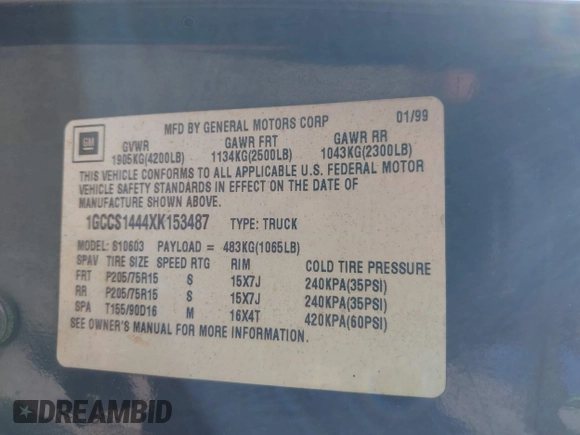 MFD BY GENERAL MOTORS CORP 01/99
GM
GVWR GAWR FRT GAWR RR
1905KG(4200LB) 1134KG(2500LB) 1043KG(2300LB)
THIS VEHICLE CONFORMS TO ALL APPLICABLE U.S. FEDERAL MOTOR
VEHICLE SAFETY STANDARDS IN EFFECT ON THE DATE OF
MANUFACTURE SHOWN ABOVE.
1GCCS1444XK153487 TYPE: TRUCK
MODEL: S10603 PAYLOAD = 483KG(1065LB)
SPAV TIRE SIZE SPEED RTG RIM COLD TIRE PRESSURE
FRT P205/75R15 S 15X7J 240KPA(35PSI)
RR P205/75R15 S 15X7J 240KPA(35PSI)
SPA T155/90D16 M 16X4T 420KPA(60PSI)
SEE OWNER'S MANUAL FOR MORE INFORMATION.
DREAMBID